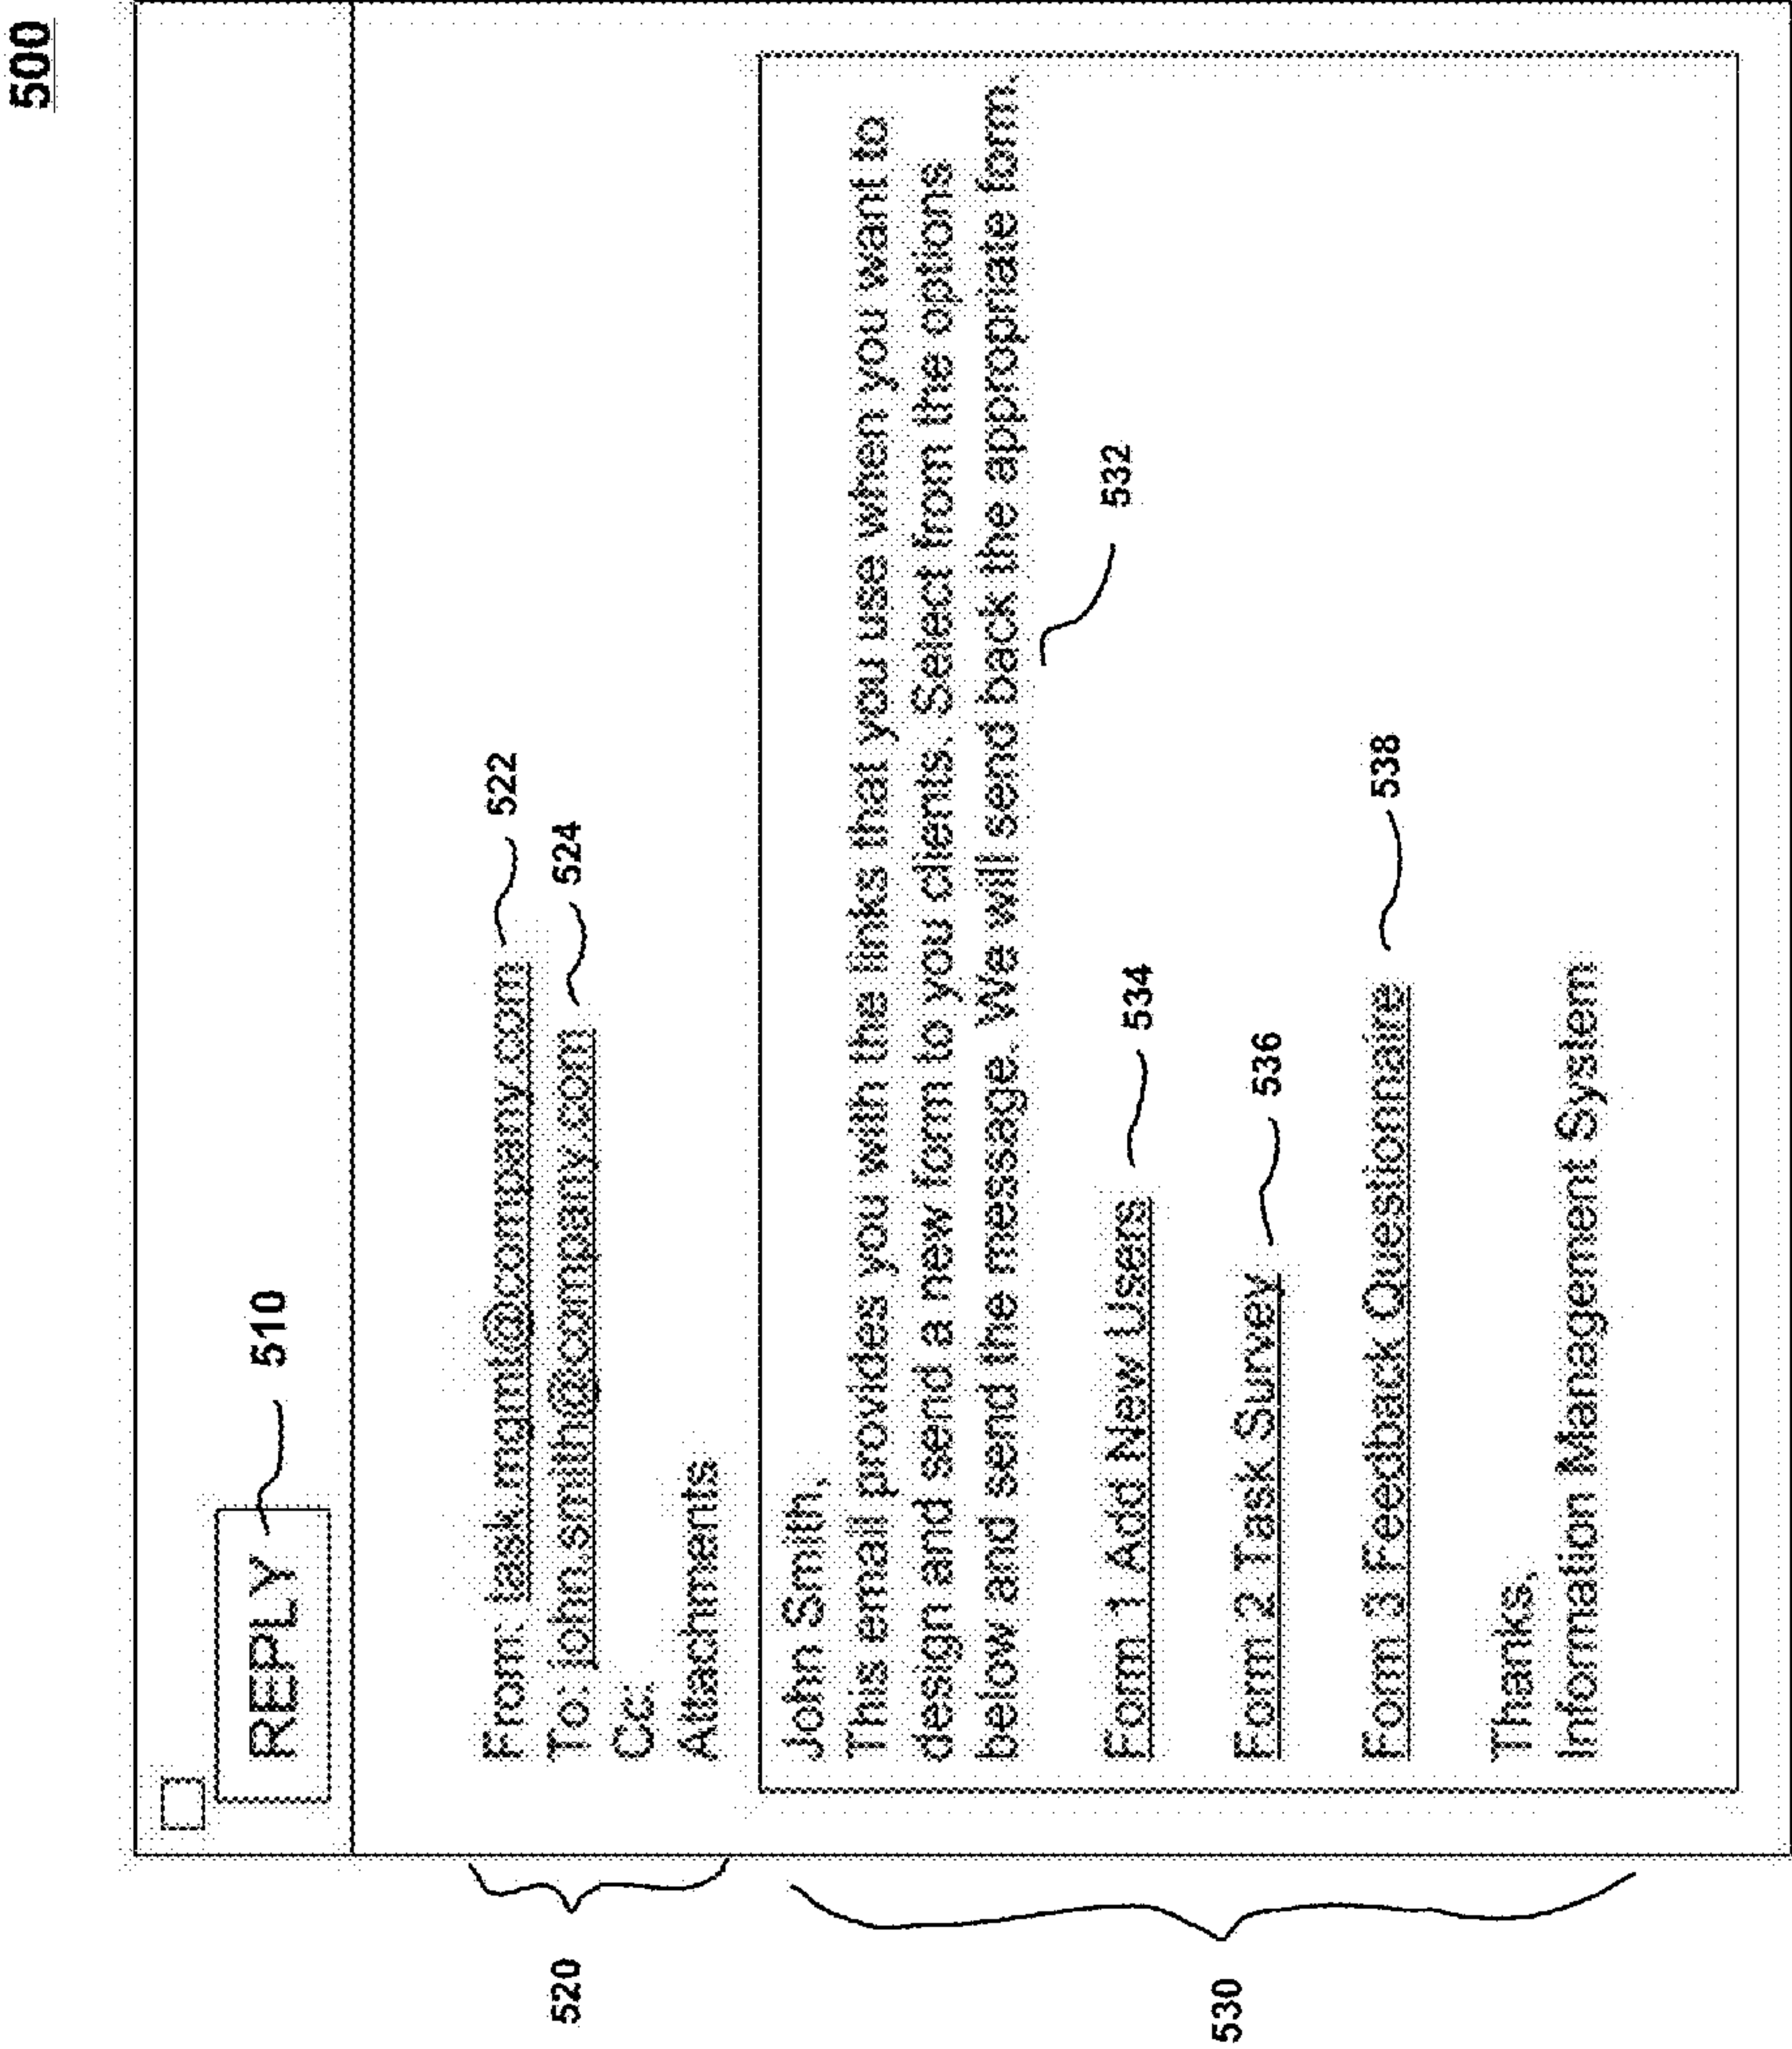 500
REPLY 510
From: task.mgmt@company.com 522
To: john.smith@company.com 524
Cc:
Attachments
520
John Smith,
This email provides you with the links that you use when you want to
design and send a new form to you clients. Select from the options
below and send the message. We will send back the appropriate form.
532
Form 1 Add New Users 534
Form 2 Task Survey 536
Form 3 Feedback Questionnaire 538
530
Thanks,
Information Management System